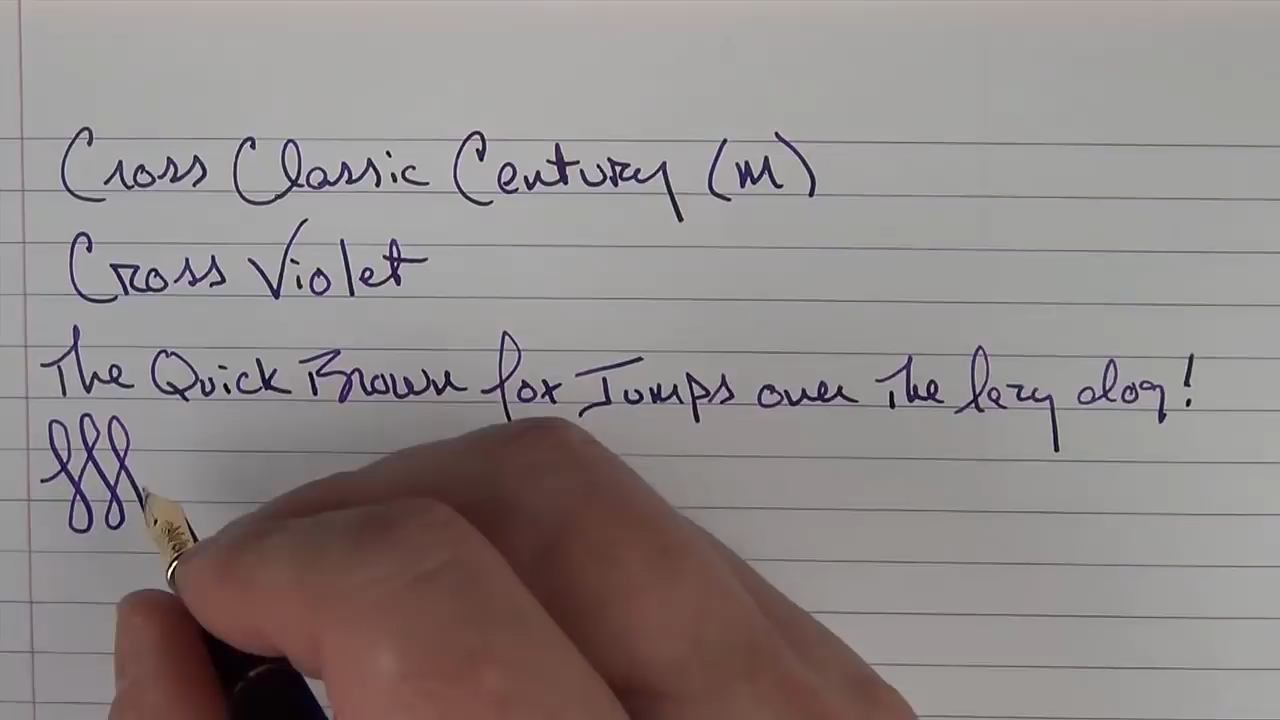 Cross Classic Century (M)
Cross Violet
The Quick Brown fox Jumps over The lazy dog!
fff